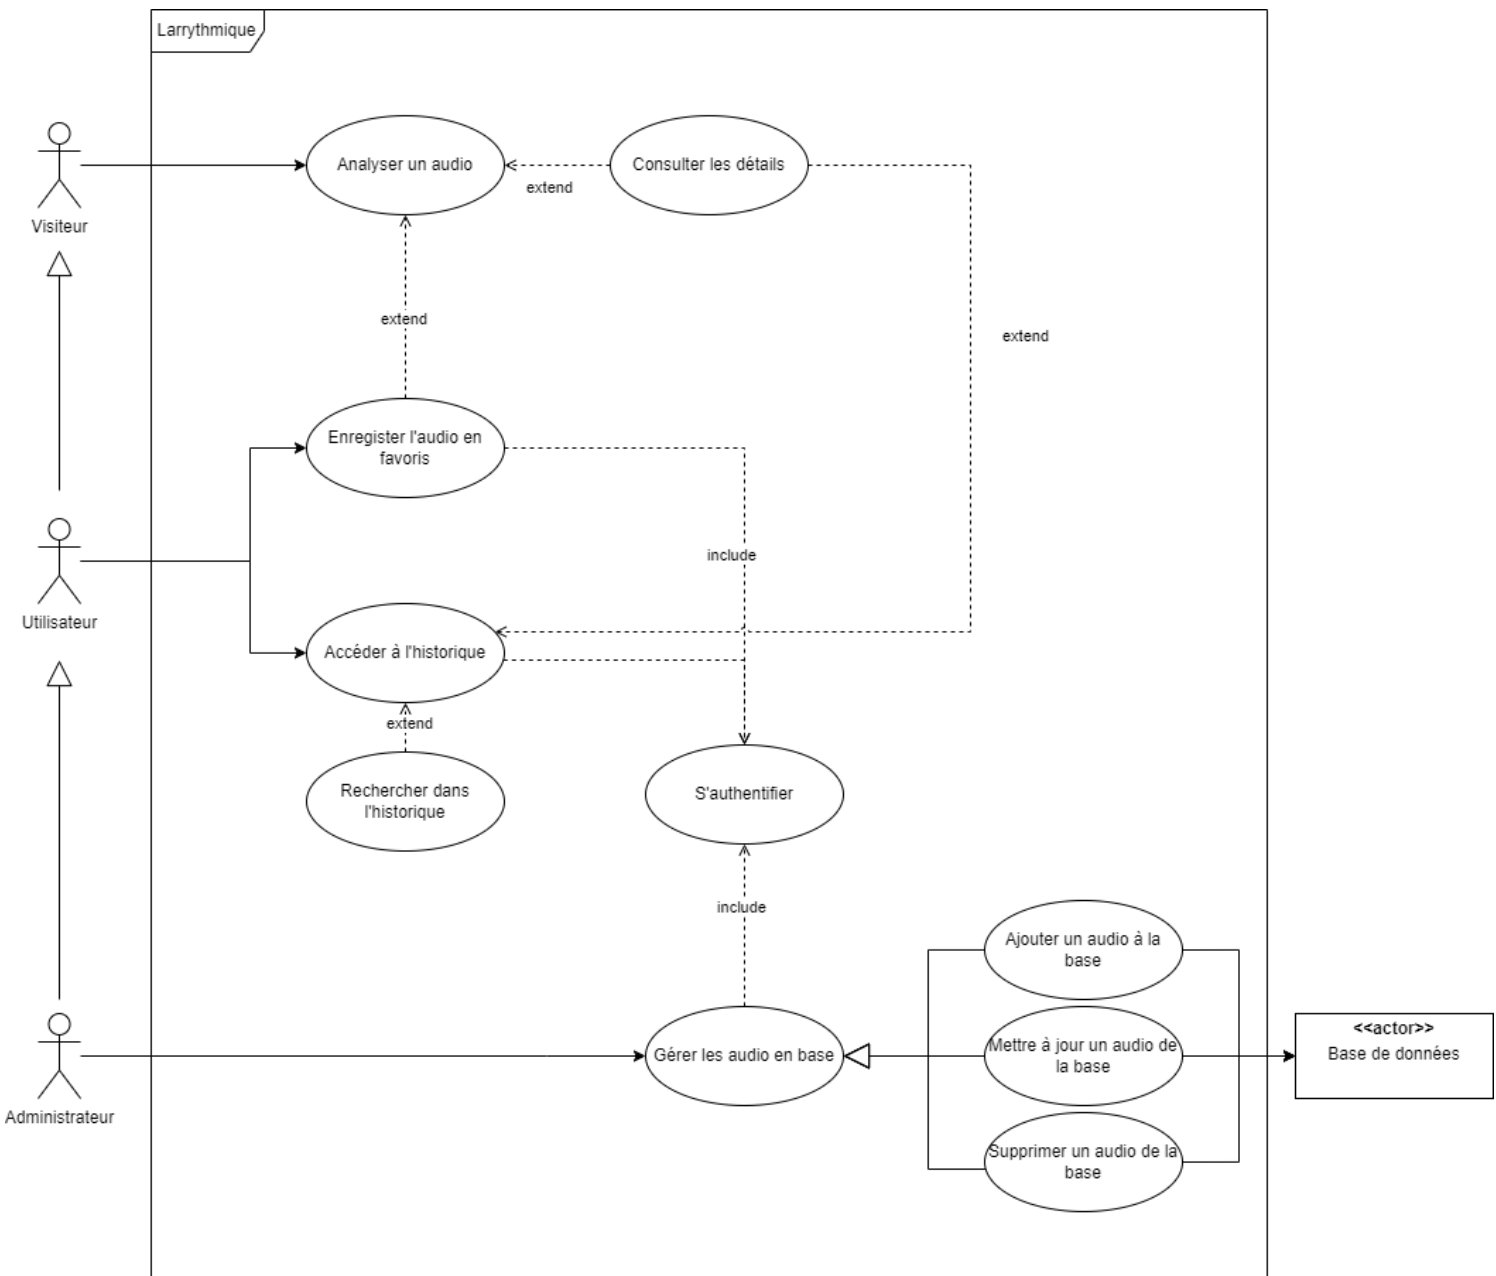 Larrythmique
Analyser un audio
Consulter les détails
extend
Visiteur
extend
extend
Enregister l'audio en
favoris
include
Utilisateur
Accéder à l'historique
extend
Rechercher dans
l'historique
S'authentifier
include
Ajouter un audio à la
base
Gérer les audio en base
Mettre à jour un audio de
la base
<<actor>>
Base de données
Administrateur
Supprimer un audio de la
base